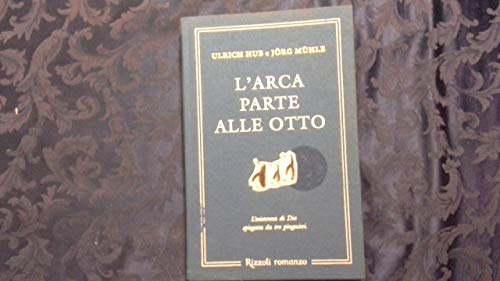 ULRICH HUB e JÖRG MÜHLE
L'ARCA
PARTE
ALLE OTTO
L'esistenza di Dio
spiegata da tre pinguini.
Rizzoli romanzo